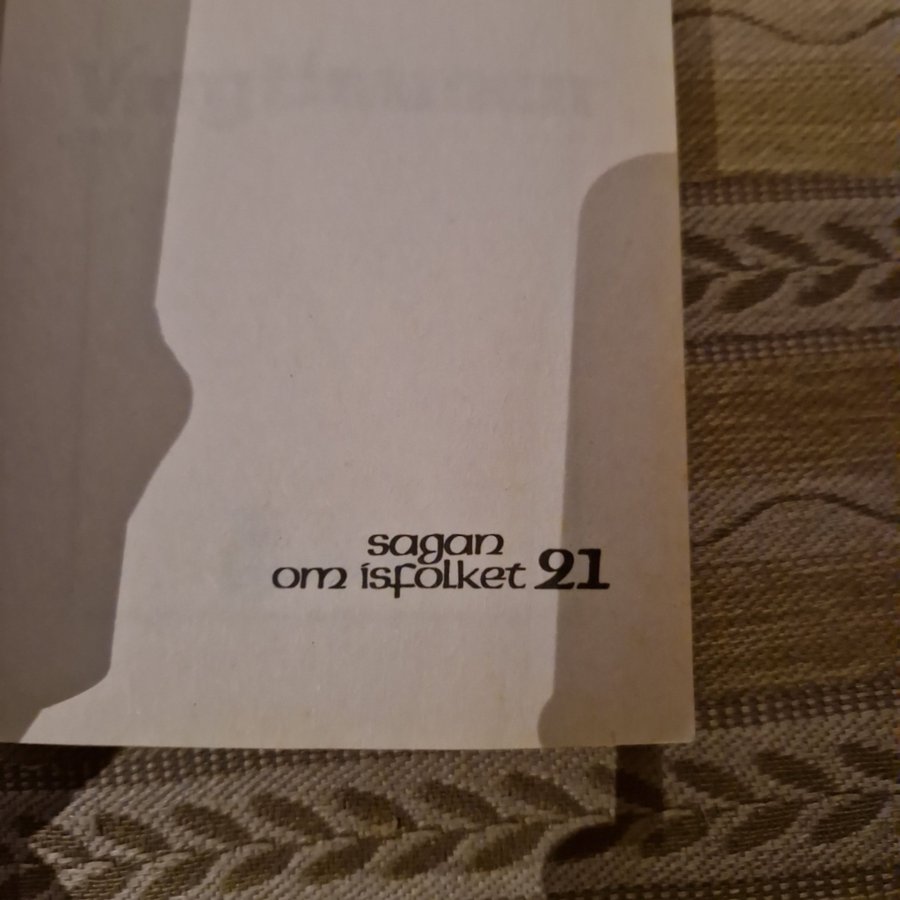 sagan
om isfolket 21